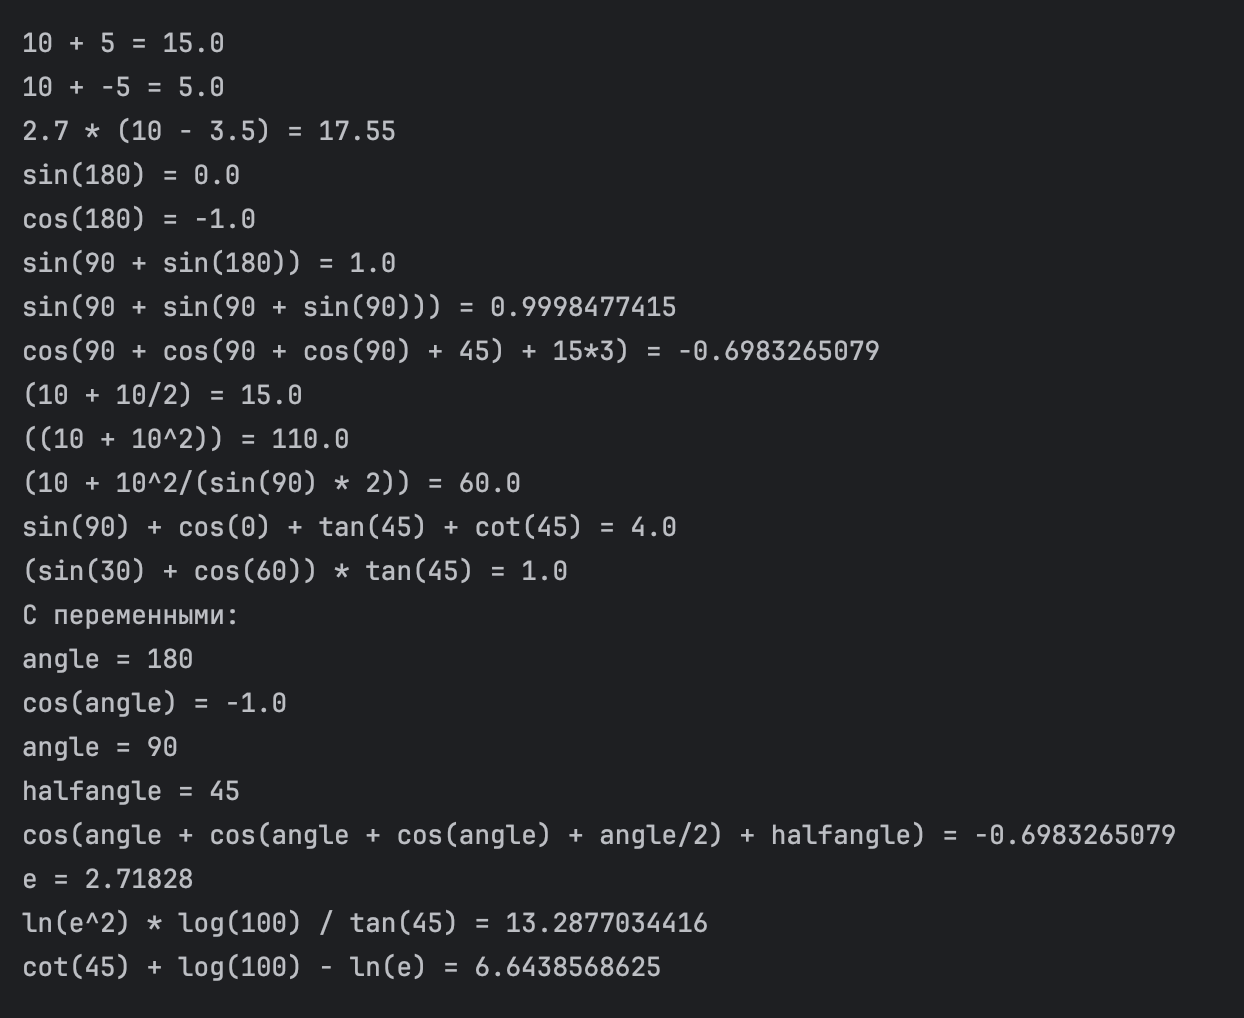 10 + 5 = 15.0
10 + -5 = 5.0
2.7 * (10 - 3.5) = 17.55
sin(180) = 0.0
cos(180) = -1.0
sin(90 + sin(180)) = 1.0
sin(90 + sin(90 + sin(90))) = 0.9998477415
cos(90 + cos(90 + cos(90) + 45) + 15*3) = -0.6983265079
(10 + 10/2) = 15.0
((10 + 10^2)) = 110.0
(10 + 10^2/(sin(90) * 2)) = 60.0
sin(90) + cos(0) + tan(45) + cot(45) = 4.0
(sin(30) + cos(60)) * tan(45) = 1.0
С переменными:
angle = 180
cos(angle) = -1.0
angle = 90
halfangle = 45
cos(angle + cos(angle + cos(angle) + angle/2) + halfangle) = -0.6983265079
e = 2.71828
ln(e^2) * log(100) / tan(45) = 13.2877034416
cot(45) + log(100) - ln(e) = 6.6438568625